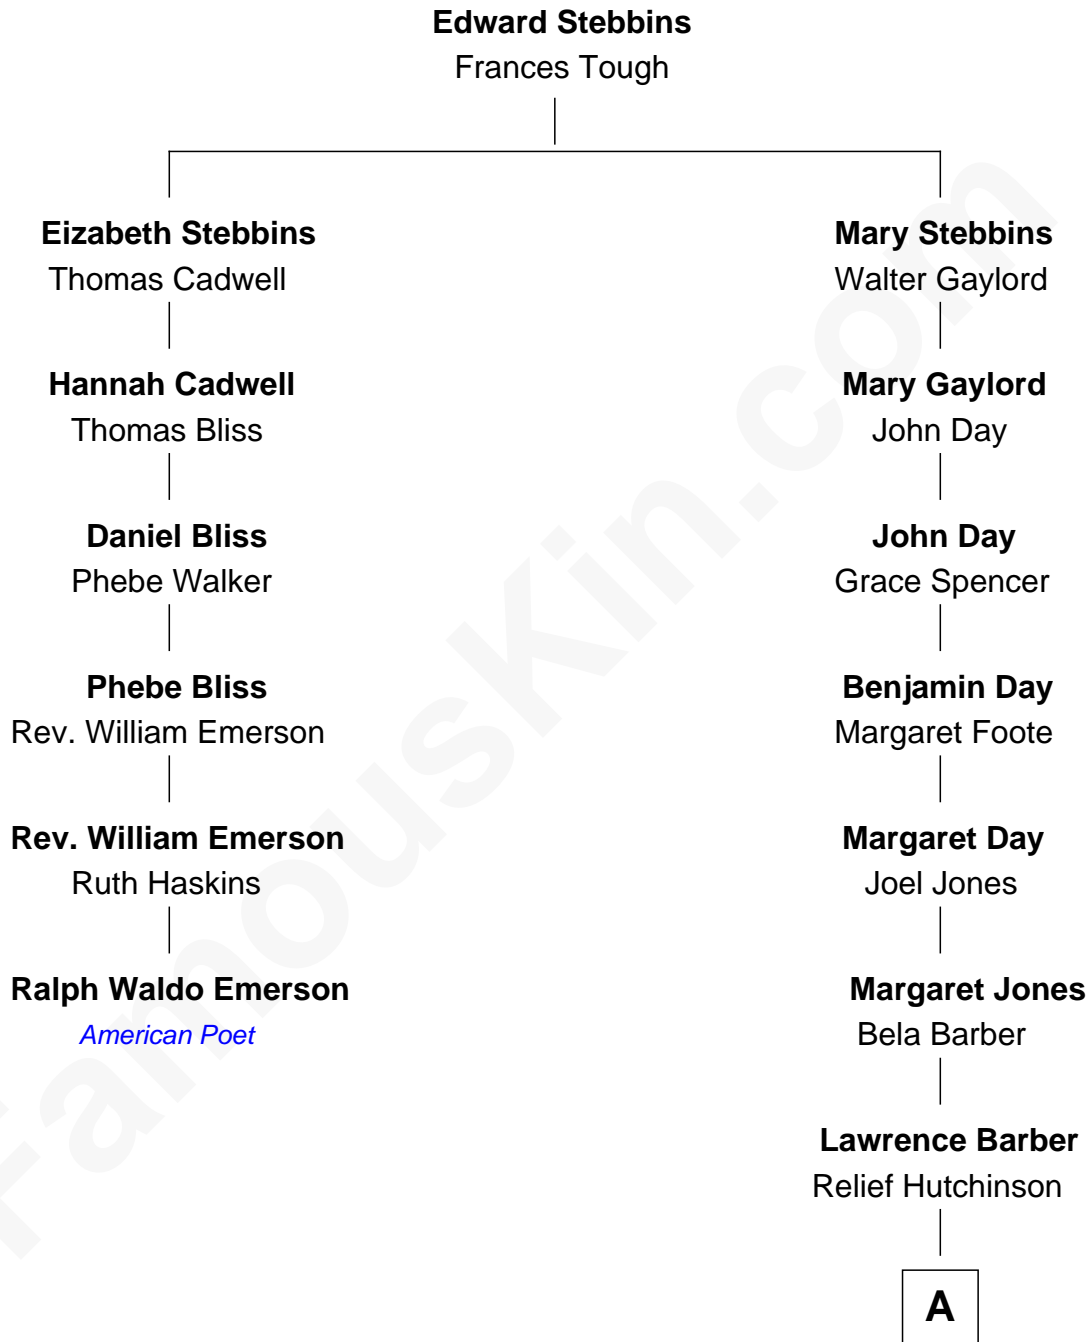 Edward Stebbins
Frances Tough
Eizabeth Stebbins
Thomas Cadwell
Mary Stebbins
Walter Gaylord
Hannah Cadwell
Thomas Bliss
Mary Gaylord
John Day
Daniel Bliss
Phebe Walker
John Day
Grace Spencer
Phebe Bliss
Rev. William Emerson
Benjamin Day
Margaret Foote
Rev. William Emerson
Ruth Haskins
Margaret Day
Joel Jones
Ralph Waldo Emerson
American Poet
Margaret Jones
Bela Barber
Lawrence Barber
Relief Hutchinson
A
FamousKin.com